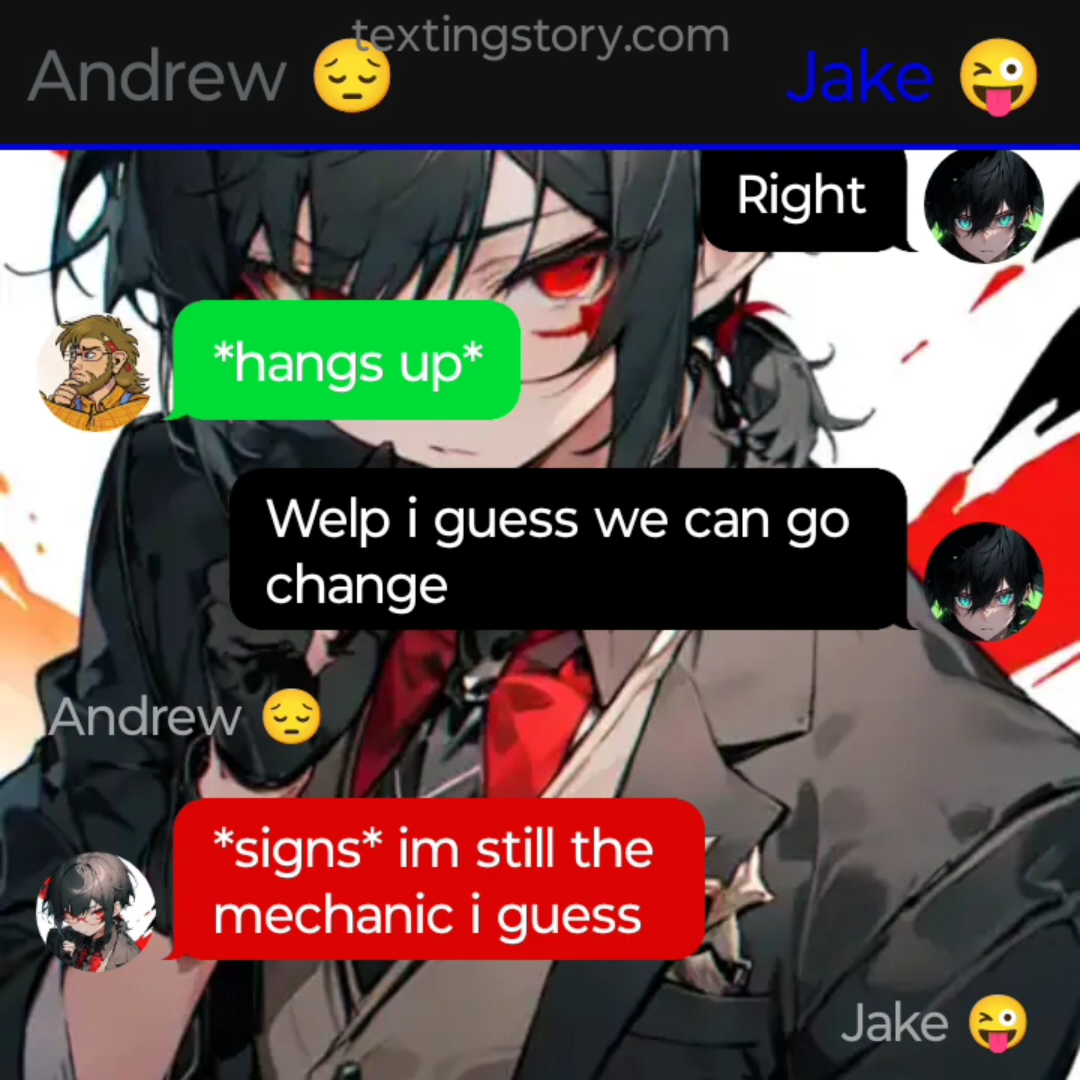 textingstory.com
Andrew 😔
Jake 😜
Right
*hangs up*
Welp i guess we can go
change
Andrew 😔
*signs* im still the
mechanic i guess
Jake 😜